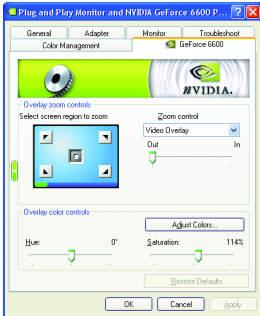 Plug and Play Monitor and NVIDIA GeForce 6600 P...
General Adapter Monitor Troubleshoot
Color Management GeForce 6600
NVIDIA.
Overlay zoom controls
Select screen region to zoom
Zoom control
Video Overlay
Out In
Overlay color controls
Adjust Colors...
Hue: 0° Saturation: 114%
Restore Defaults
OK Cancel Apply